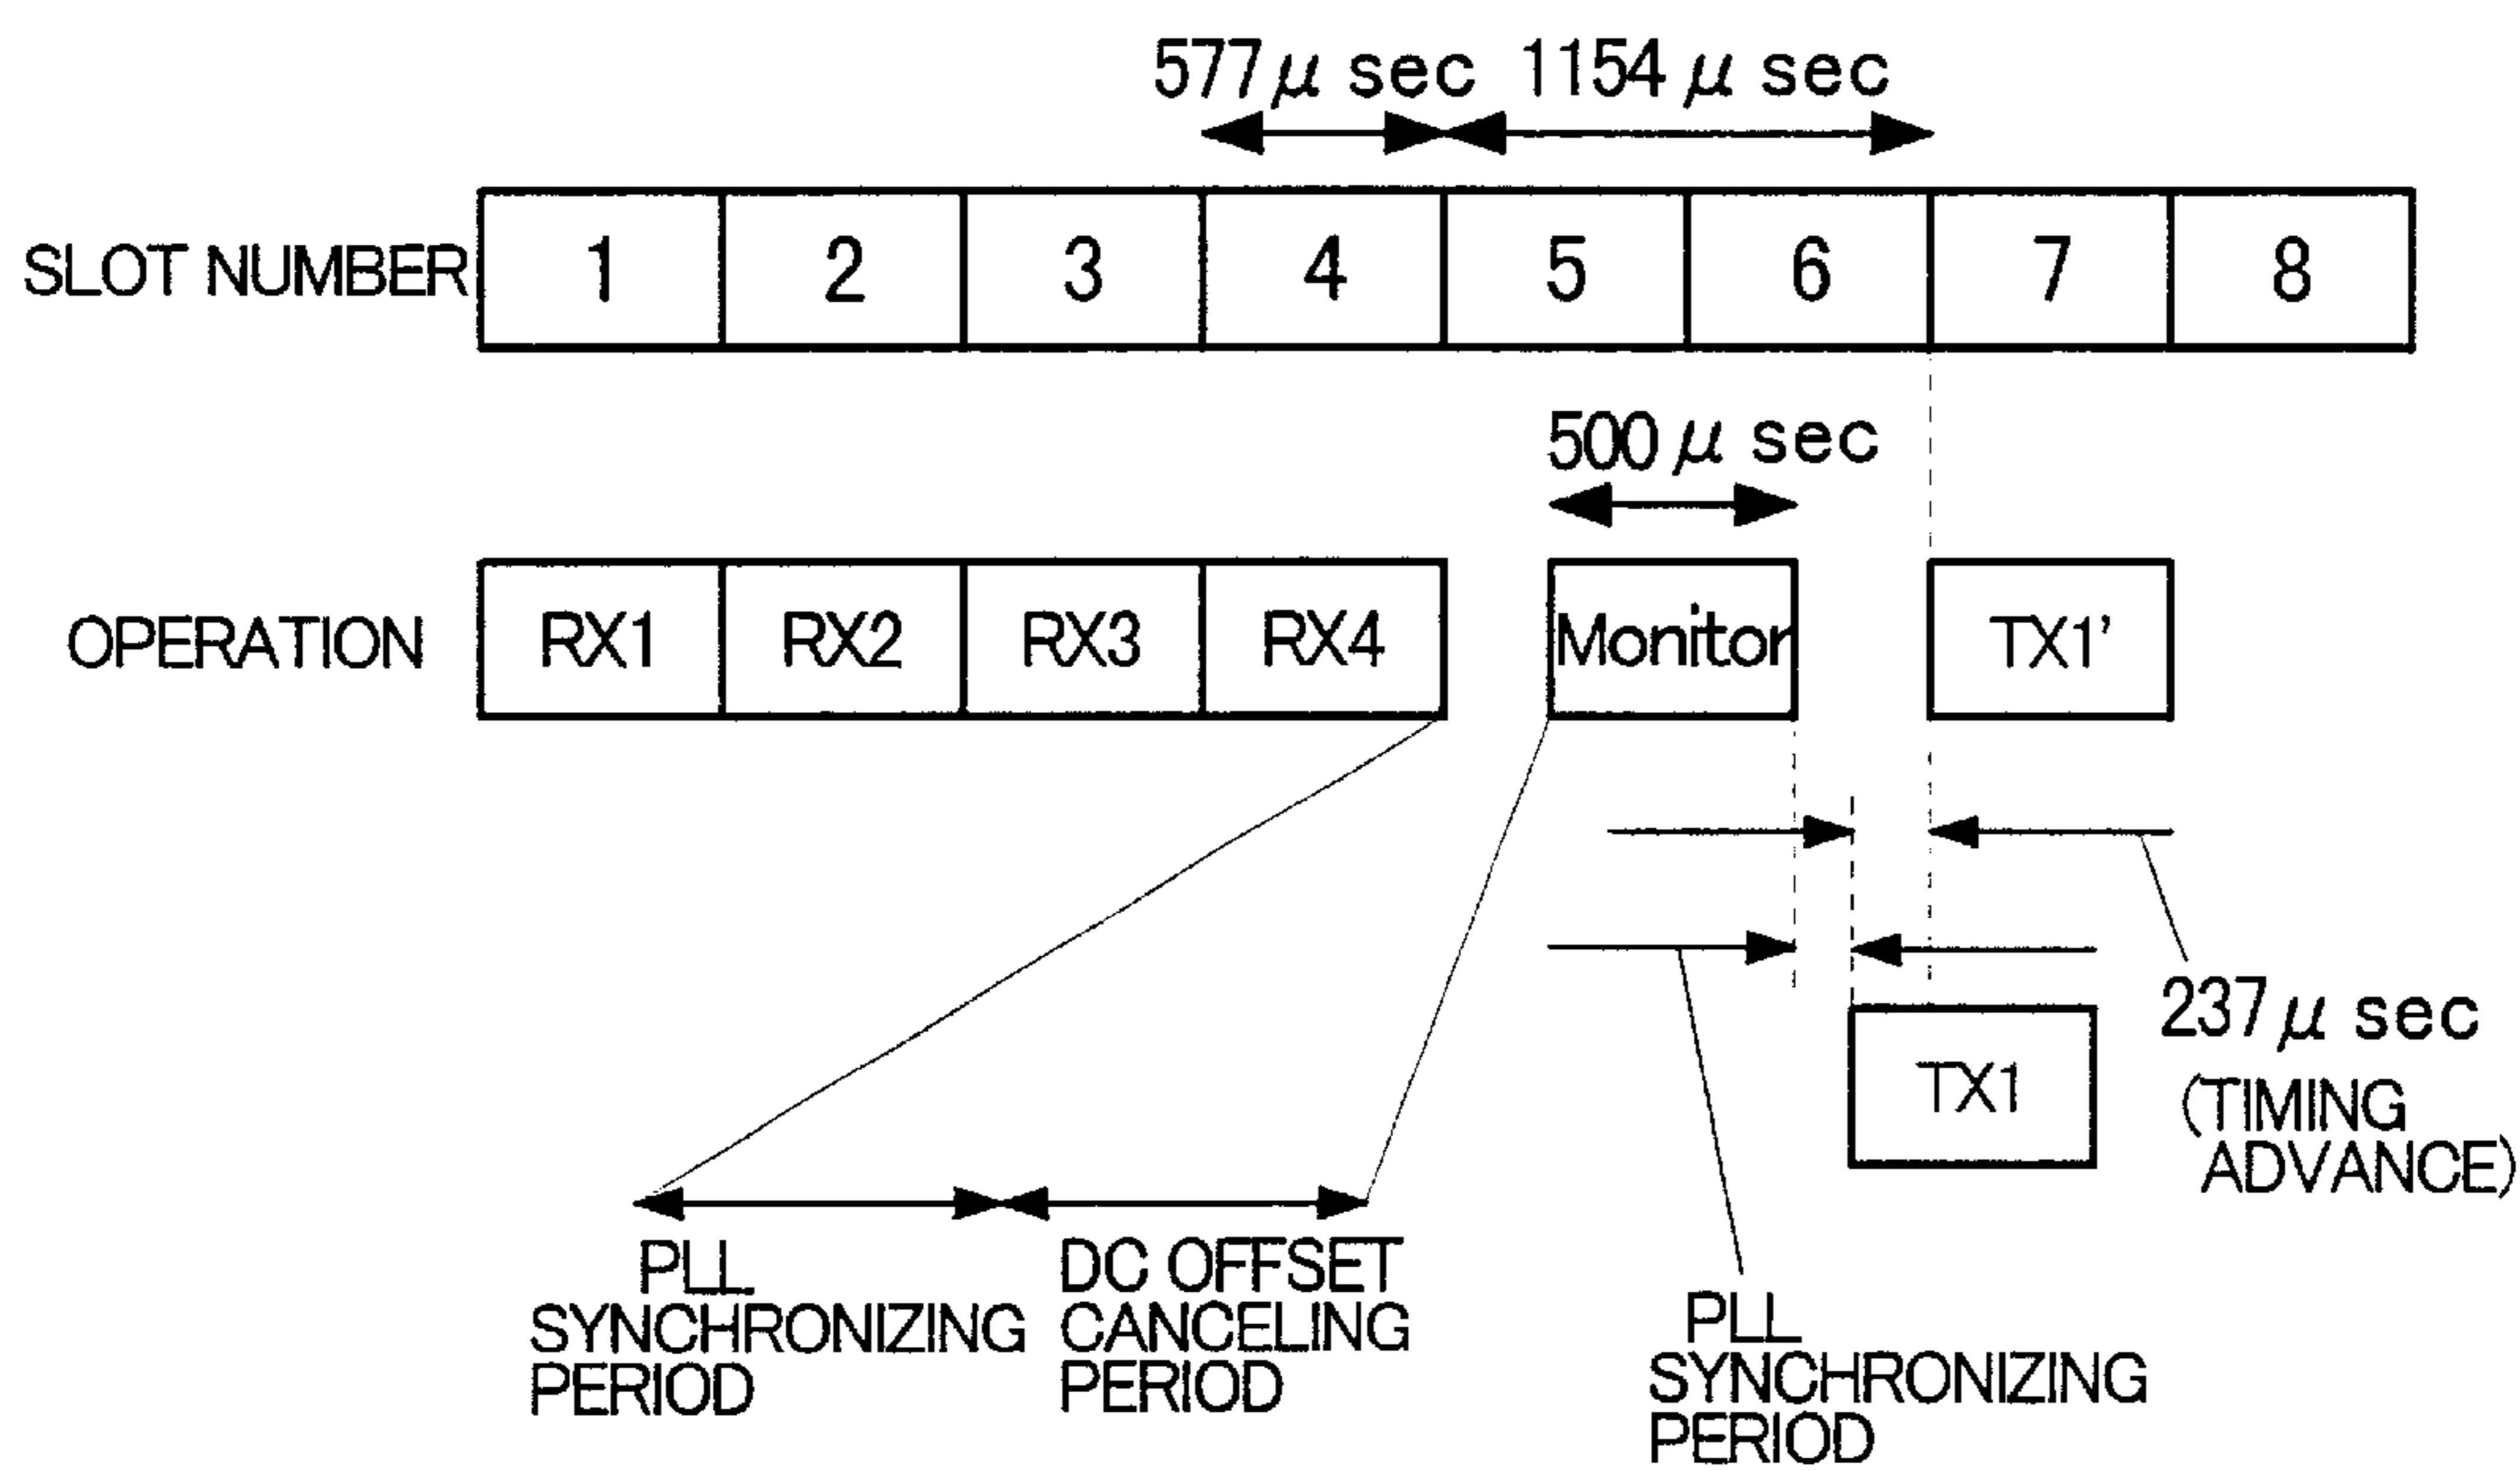 577μ sec 1154μ sec
SLOT NUMBER 1 2 3 4 5 6 7 8
500μ sec
OPERATION RX1 RX2 RX3 RX4 Monitor TX1'
237μ sec
(TIMING
ADVANCE)
TX1
PLL
SYNCHRONIZING
PERIOD
DC OFFSET
CANCELING
PERIOD
PLL
SYNCHRONIZING
PERIOD